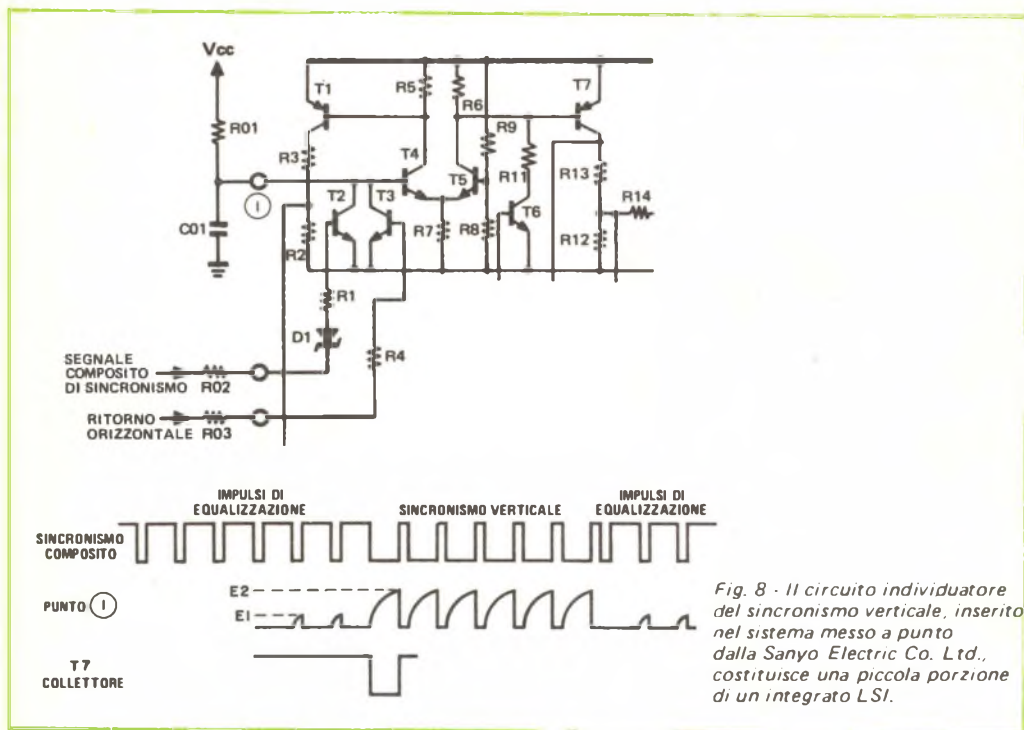 Vcc
T1
R5
T7
R01
R6
R9
R3
T4
T5
R11
R13
1
T2
T3
T6
R14
C01
R2
R7
R8
R12
R1
D1
R4
SEGNALE
COMPOSITO
DI SINCRONISMO R02
RITORNO
ORIZZONTALE R03
IMPULSI DI
EQUALIZZAZIONE
SINCRONISMO VERTICALE
IMPULSI DI
EQUALIZZAZIONE
SINCRONISMO
COMPOSITO
E2
PUNTO 1
E1
T7
COLLETTORE
Fig. 8 - Il circuito individuatore
del sincronismo verticale, inserito
nel sistema messo a punto
dalla Sanyo Electric Co. Ltd.,
costituisce una piccola porzione
di un integrato LSI.